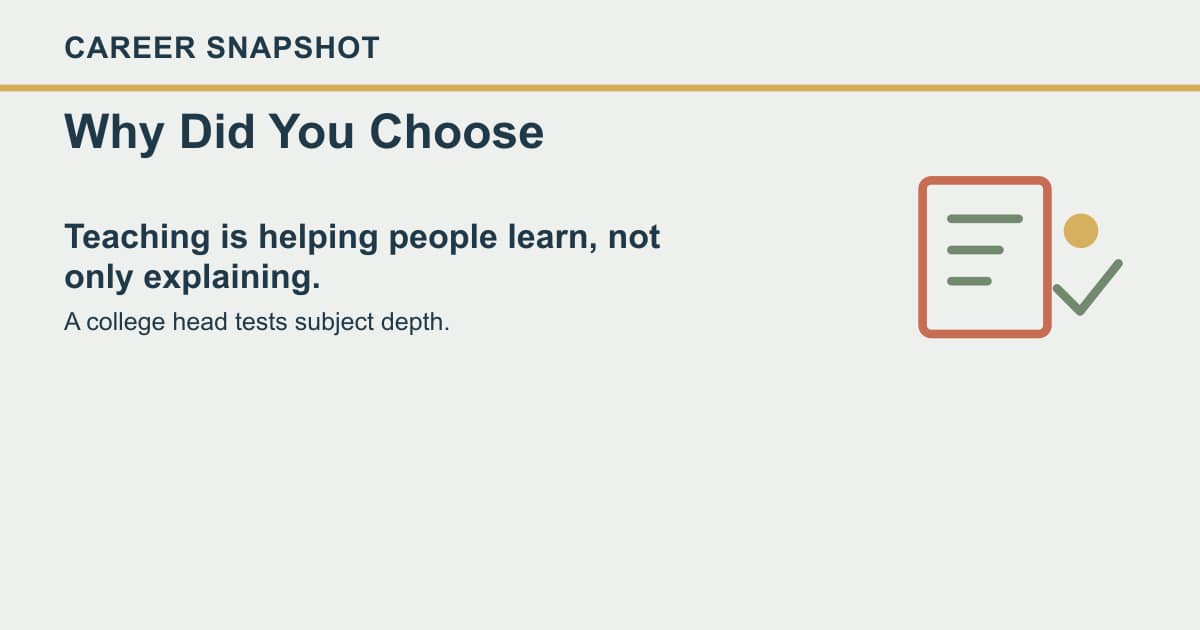 CAREER SNAPSHOT
Why Did You Choose
Teaching is helping people learn, not
only explaining.
A college head tests subject depth.